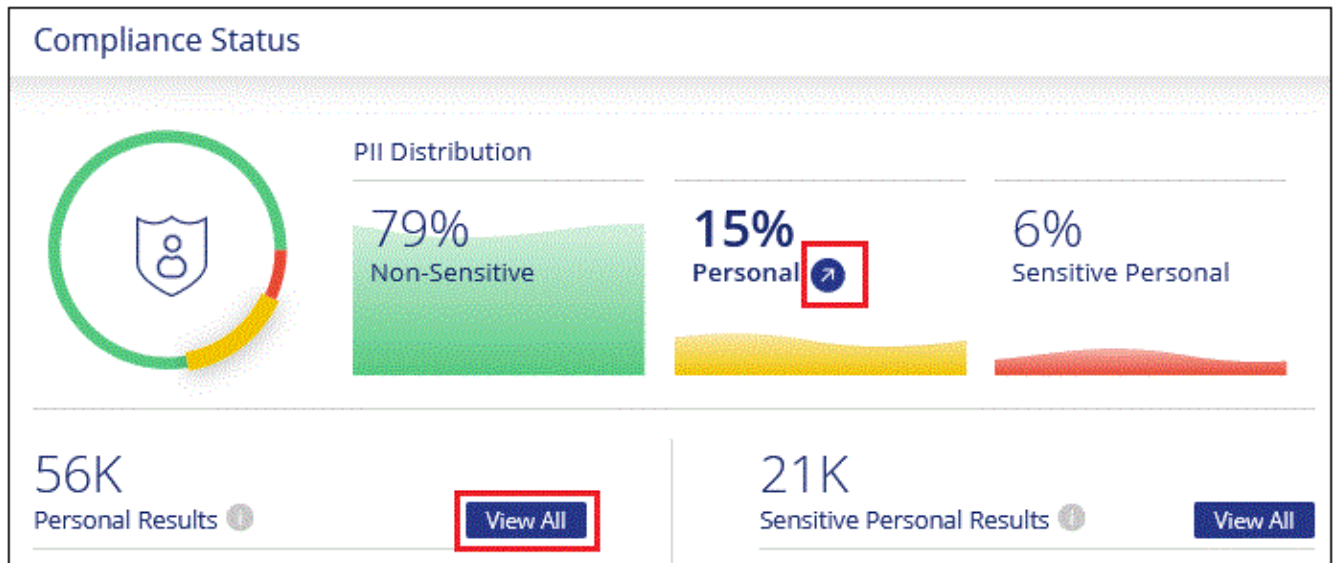 Compliance Status
PII Distribution
79%
Non-Sensitive
15%
Personal
6%
Sensitive Personal
56K
Personal Results
View All
21K
Sensitive Personal Results
View All